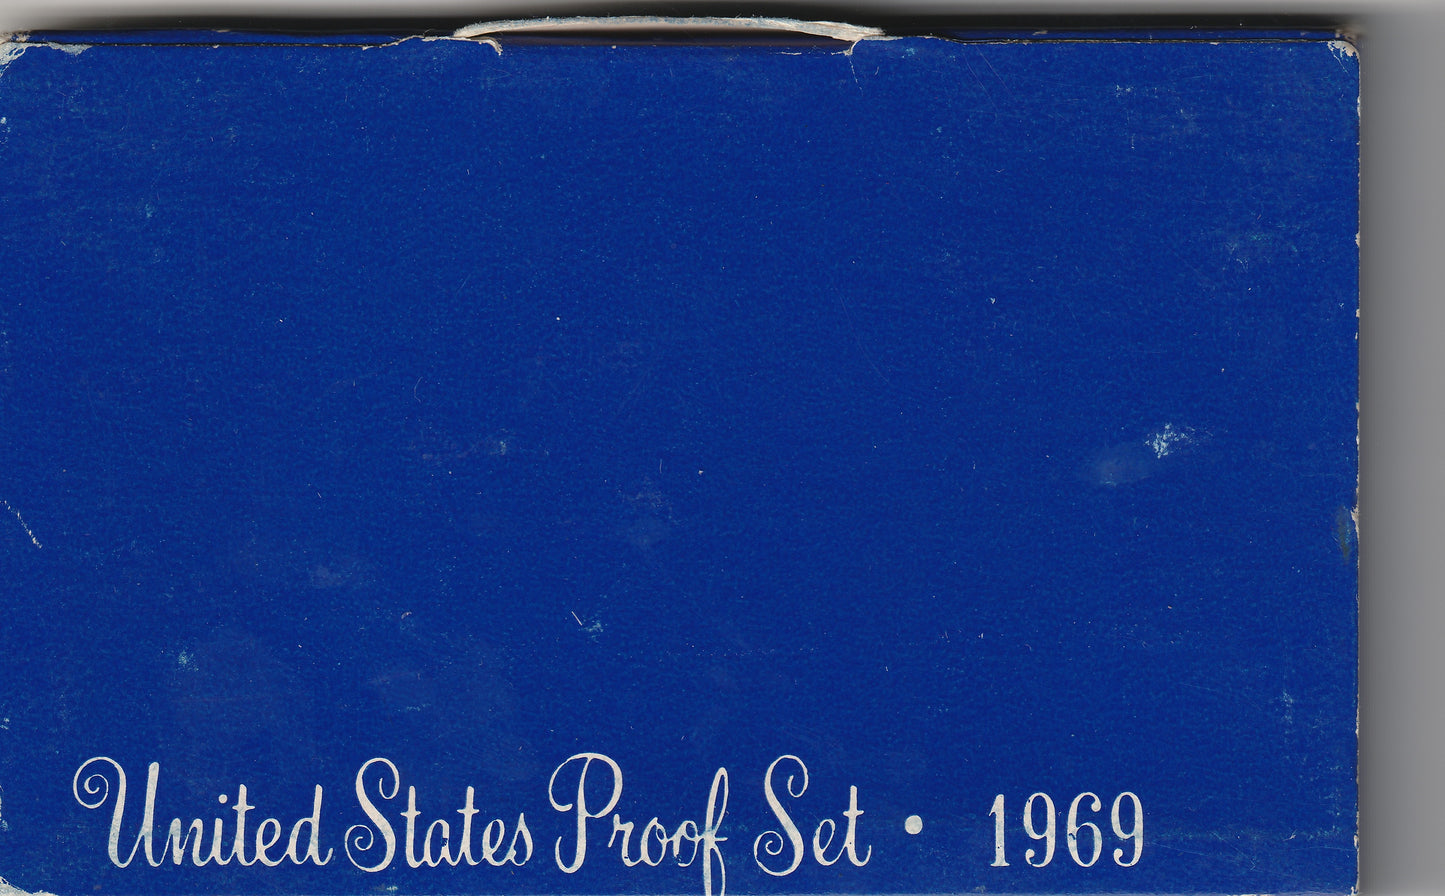 United States Proof Set • 1969